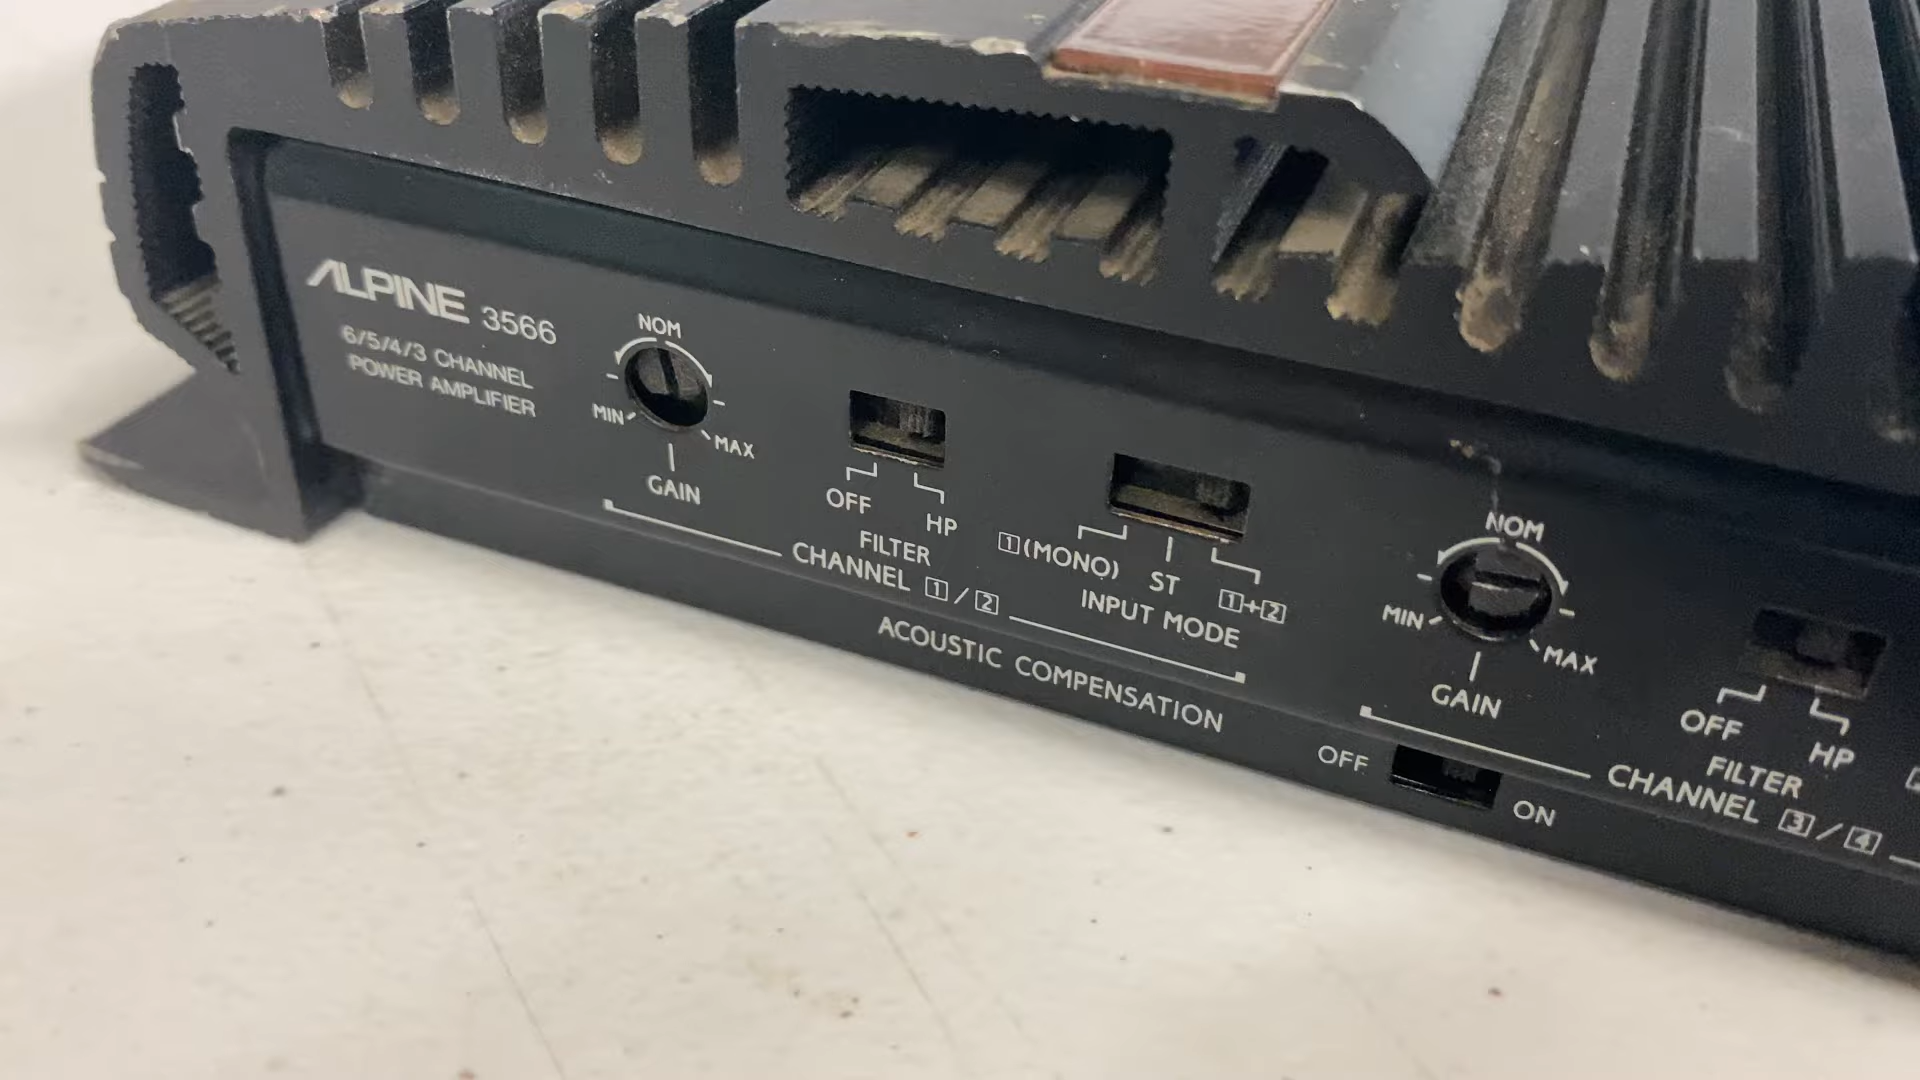 ALPINE 3566
6/5/4/3 CHANNEL
POWER AMPLIFIER
NOM
MIN
MAX
GAIN
OFF
HP
FILTER
CHANNEL 1/2
1(MONO)
ST
1+2
INPUT MODE
ACOUSTIC COMPENSATION
OFF
ON
NOM
MIN
MAX
GAIN
OFF
HP
FILTER
CHANNEL 3/4